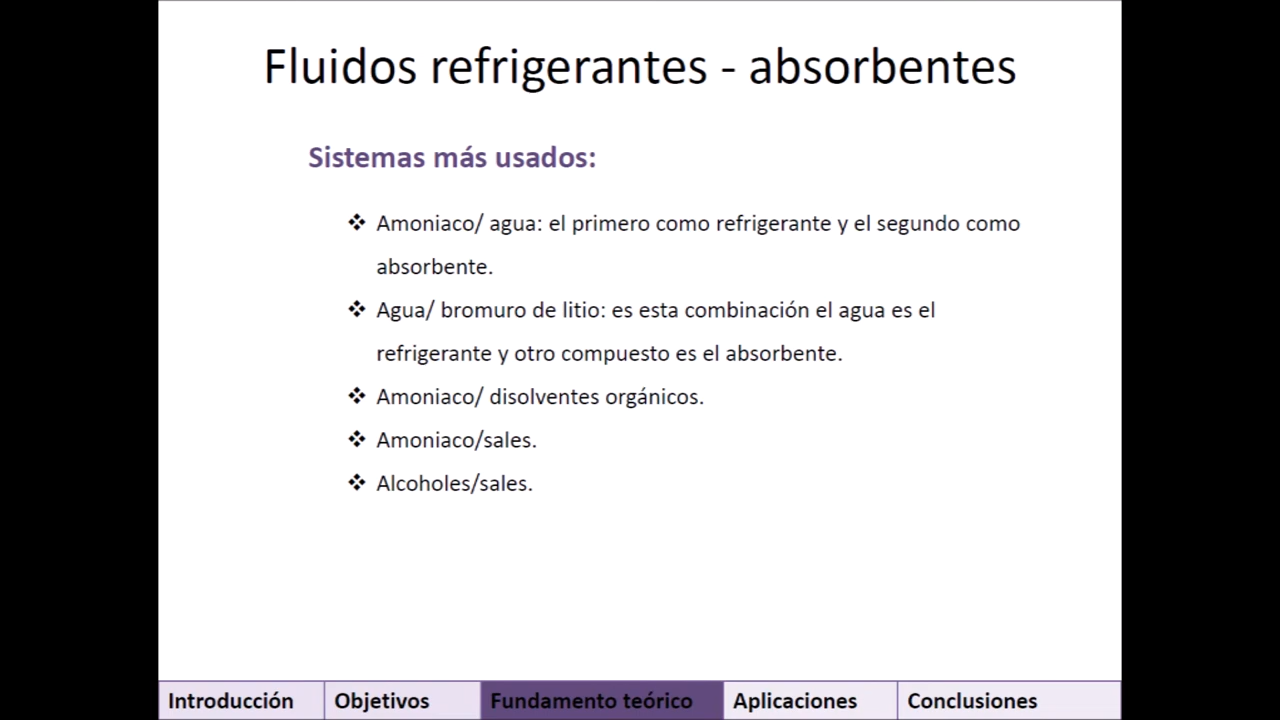 Fluidos refrigerantes - absorbentes
Sistemas más usados:
❖ Amoniaco/ agua: el primero como refrigerante y el segundo como
absorbente.
❖ Agua/ bromuro de litio: es esta combinación el agua es el
refrigerante y otro compuesto es el absorbente.
❖ Amoniaco/ disolventes orgánicos.
❖ Amoniaco/sales.
❖ Alcoholes/sales.
Introducción Objetivos Fundamento teórico Aplicaciones Conclusiones